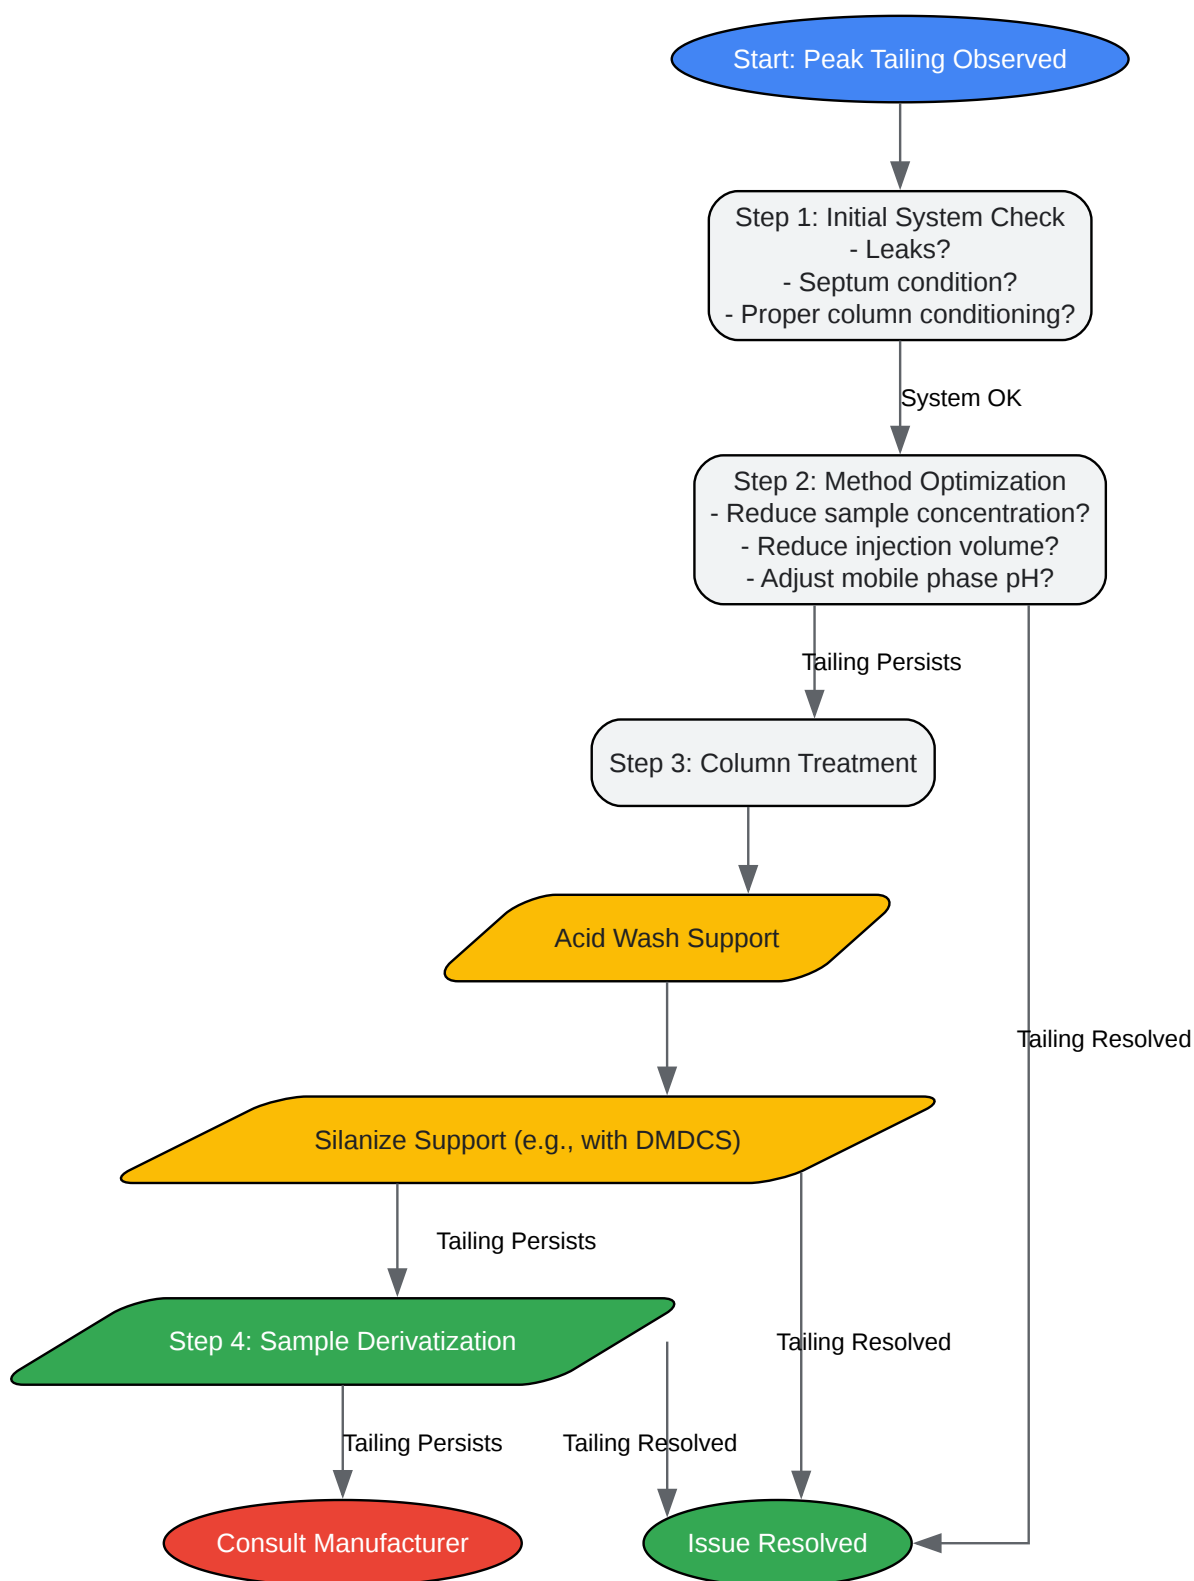 Start: Peak Tailing Observed
Step 1: Initial System Check
- Leaks?
- Septum condition?
- Proper column conditioning?
System OK
Step 2: Method Optimization
- Reduce sample concentration?
- Reduce injection volume?
- Adjust mobile phase pH?
Tailing Persists
Step 3: Column Treatment
Acid Wash Support
Tailing Resolved
Silanize Support (e.g., with DMDCS)
Tailing Persists
Step 4: Sample Derivatization
Tailing Resolved
Tailing Persists
Tailing Resolved
Consult Manufacturer
Issue Resolved